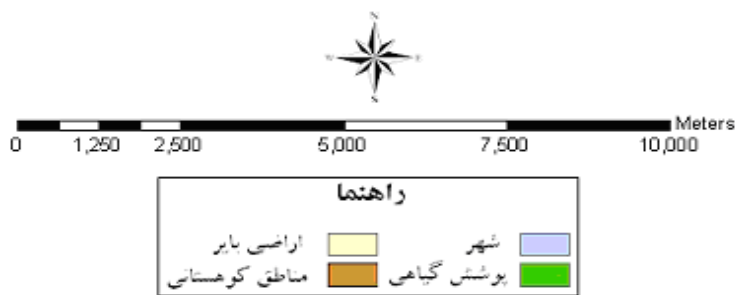 N
W E
S
Meters
0 1,250 2,500 5,000 7,500 10,000
راهنما
شهر اراضی بایر
پوشش گیاهی مناطق کوهستانی